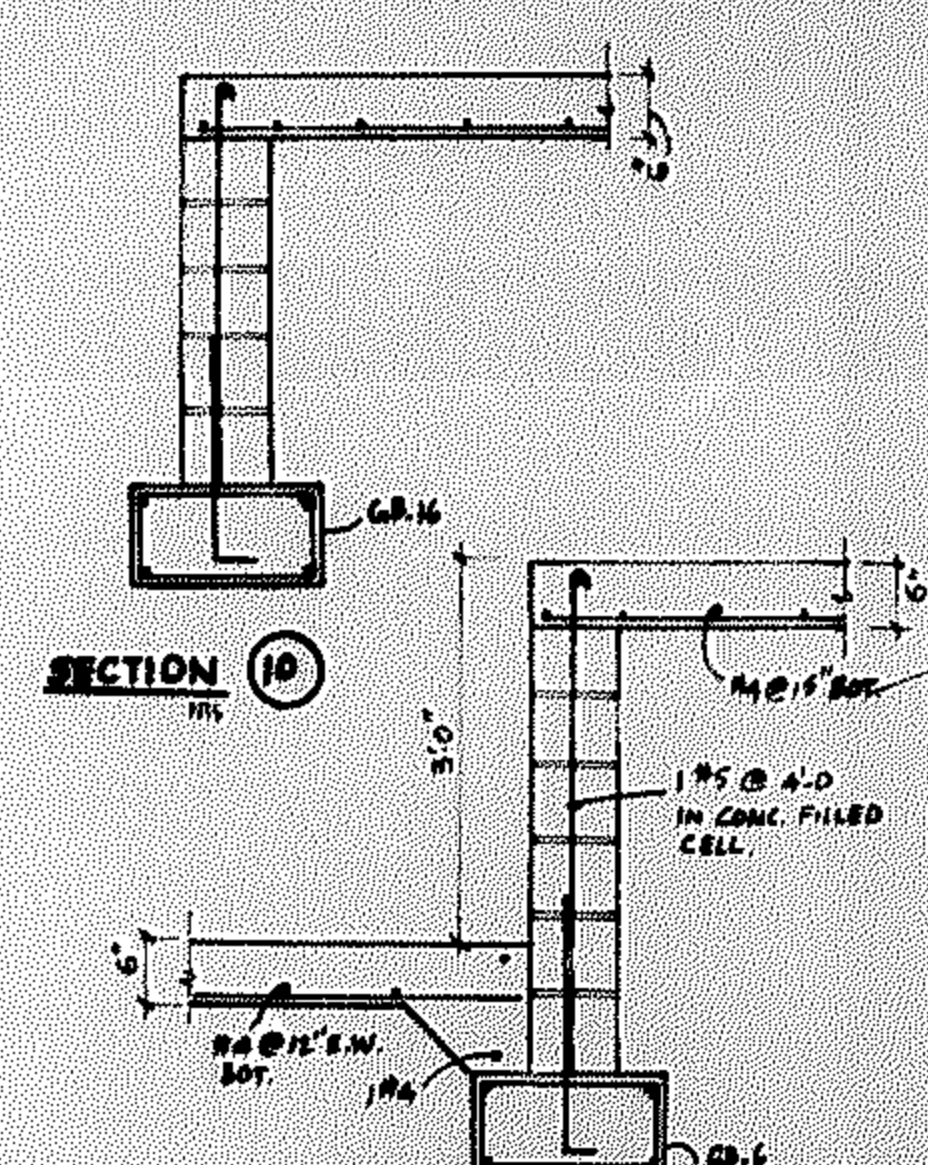 6"
GB.16
SECTION 10
6"
#4 @ 15" BOT.
3'-0"
1 #5 @ 4'-0
IN CONC. FILLED
CELL.
6"
#4 @ 12" E.W.
BOT.
1 #4
GB.6